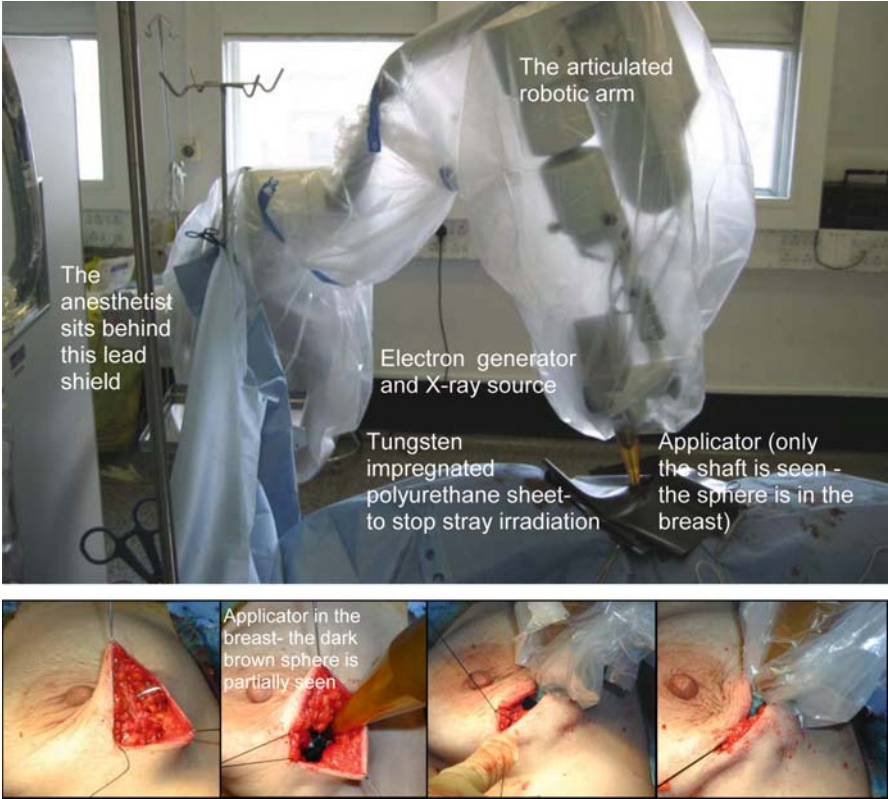 The articulated
robotic arm
The
anesthetist
sits behind
this lead
shield
Electron generator
and X-ray source
Tungsten
impregnated
polyurethane sheet-
to stop stray irradiation
Applicator (only
the shaft is seen -
the sphere is in the
breast)
Applicator in the
breast- the dark
brown sphere is
partially seen